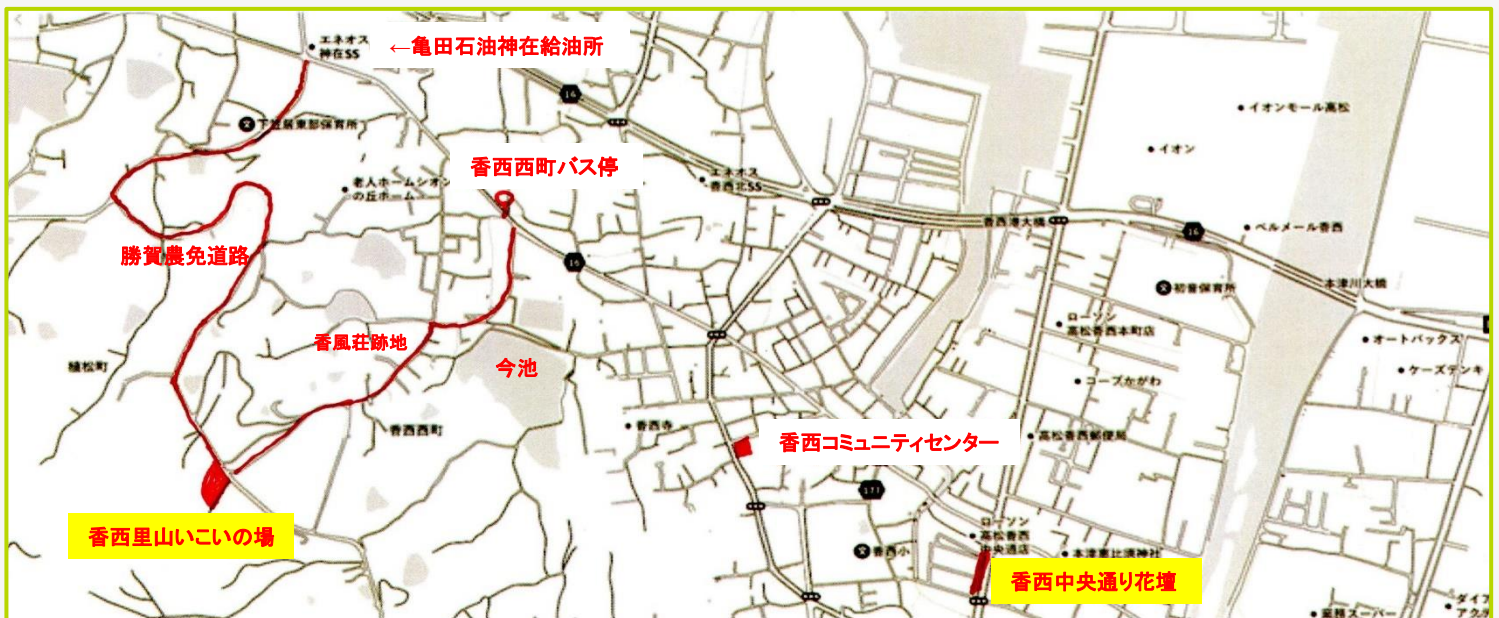 エネオス
神在SS
←亀田石油神在給油所
16
イオンモール高松
下笠居東部保育所
イオン
香西西町バス停
エネオス
香西北SS
老人ホームシオン
の丘ホーム
香西港大橋
16
ベルメール香西
勝賀農免道路
16
初音保育所
本津川大橋
ローソン
高松香西本町店
香風荘跡地
オートバックス
植松町
今池
ケーズデンキ
コープかがわ
香西寺
香西西町
高松香西郵便局
香西コミュニティセンター
177
香西里山いこいの場
ローソン
高松香西
中央通店
香西小
本津恵比須神社
香西中央通り花壇
業務スーパー
ダイア
アクテ